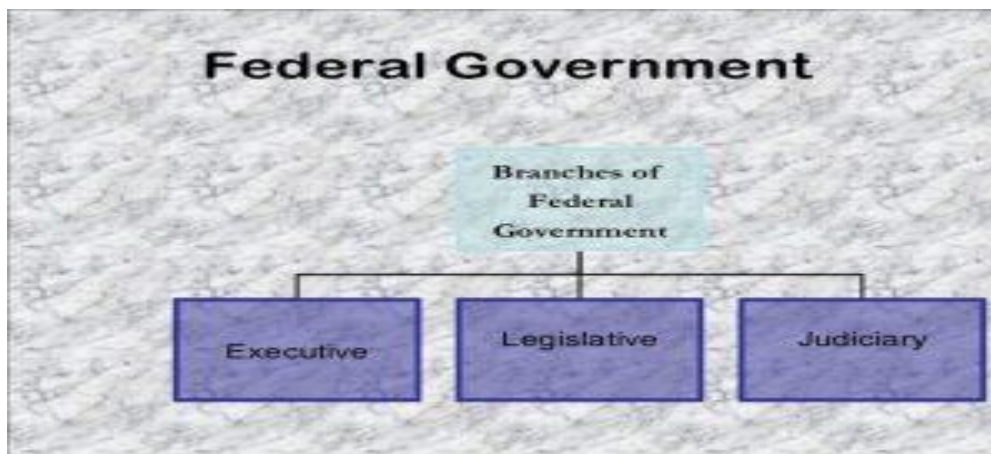 Federal Government
Branches of
Federal
Government
Executive
Legislative
Judiciary